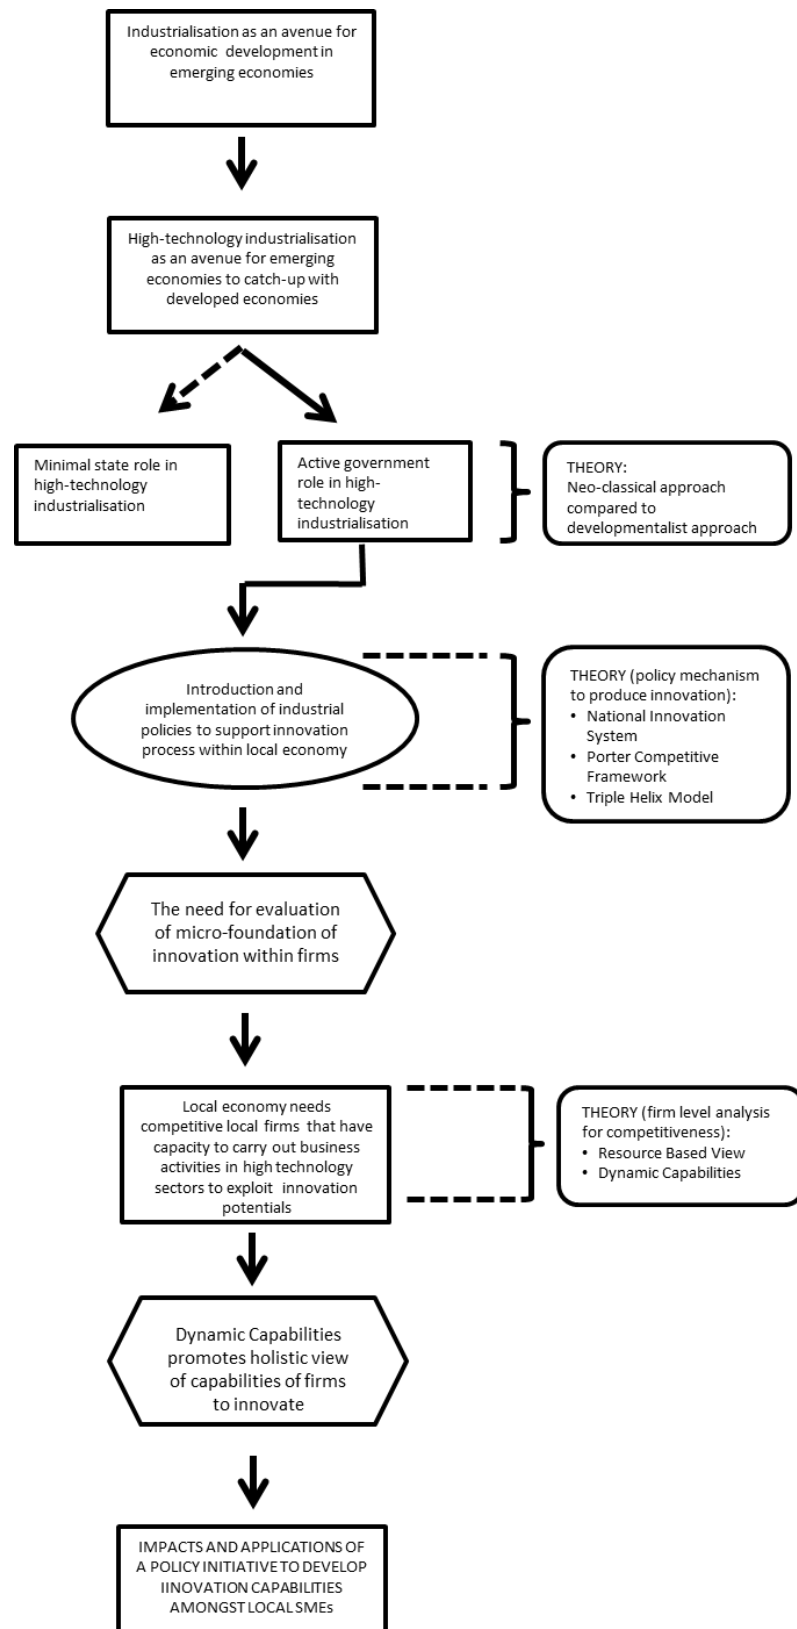 Industrialisation as an avenue for
economic development in
emerging economies
High-technology industrialisation
as an avenue for emerging
economies to catch-up with
developed economies
Minimal state role in
high-technology
industrialisation
Active government
role in high-
technology
industrialisation
THEORY:
Neo-classical approach
compared to
developmentalist approach
Introduction and
implementation of industrial
policies to support innovation
process within local economy
THEORY (policy mechanism
to produce innovation):
• National Innovation
System
• Porter Competitive
Framework
• Triple Helix Model
The need for evaluation
of micro-foundation of
innovation within firms
Local economy needs
competitive local firms that have
capacity to carry out business
activities in high technology
sectors to exploit innovation
potentials
THEORY (firm level analysis
for competitiveness):
• Resource Based View
• Dynamic Capabilities
Dynamic Capabilities
promotes holistic view
of capabilities of firms
to innovate
IMPACTS AND APPLICATIONS OF
A POLICY INITIATIVE TO DEVELOP
IINOVATION CAPABILITIES
AMONGST LOCAL SMEs